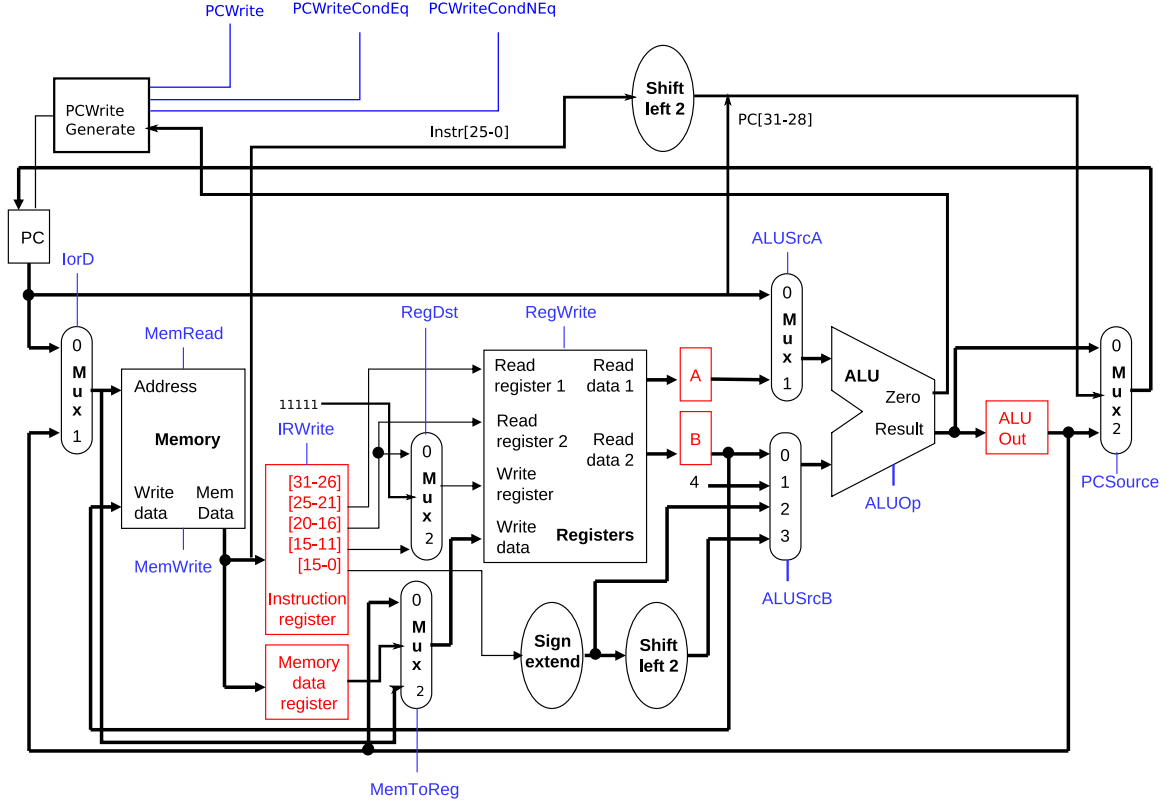 PCWrite
PCWriteCondEq
PCWriteCondNEq
PCWrite
Generate
Shift
left 2
Instr[25-0]
PC[31-28]
PC
IorD
ALUSrcA
0
M
u
x
1
MemRead
RegDst
RegWrite
0
M
u
x
1
Address
Memory
Write
data
Mem
Data
MemWrite
11111
IRWrite
[31-26]
[25-21]
[20-16]
[15-11]
[15-0]
Instruction
register
0
M
u
x
2
Read
register 1
Read
register 2
Write
register
Write
data
Read
data 1
Read
data 2
Registers
A
B
4
0
1
2
3
ALUSrcB
ALU
Zero
Result
ALUOp
ALU
Out
0
M
u
x
2
PCSource
Memory
data
register
0
M
u
x
2
MemToReg
Sign
extend
Shift
left 2